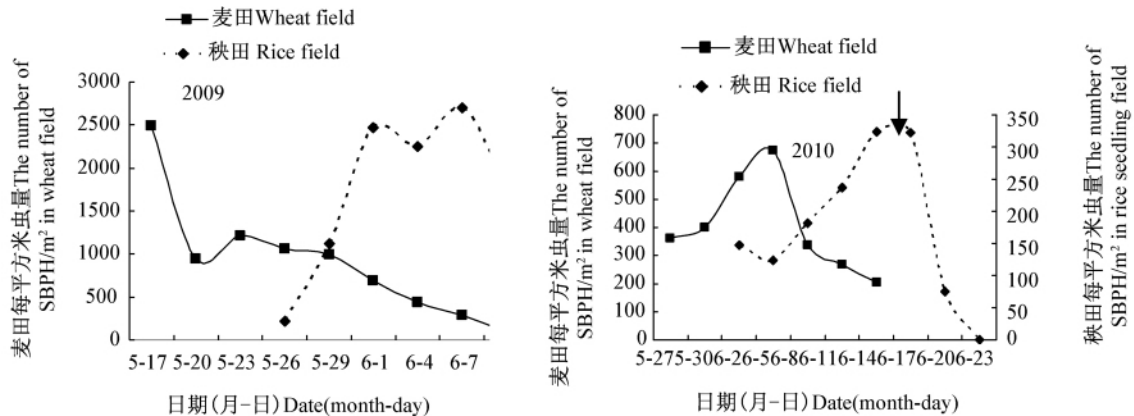 麦田Wheat field
秧田 Rice field
2009
麦田每平方米虫量The number of
SBPH/m² in wheat field
3000
2500
2000
1500
1000
500
0
5-17 5-20 5-23 5-26 5-29 6-1 6-4 6-7
日期(月-日)Date(month-day)
麦田Wheat field
秧田 Rice field
2010
麦田每平方米虫量The number of
SBPH/m² in wheat field
800
700
600
500
400
300
200
100
0
350
300
250
200
150
100
50
0
秧田每平方米虫量The number of
SBPH/m² in rice seedling field
5-275-306-26-56-86-116-146-176-206-23
日期(月-日)Date(month-day)